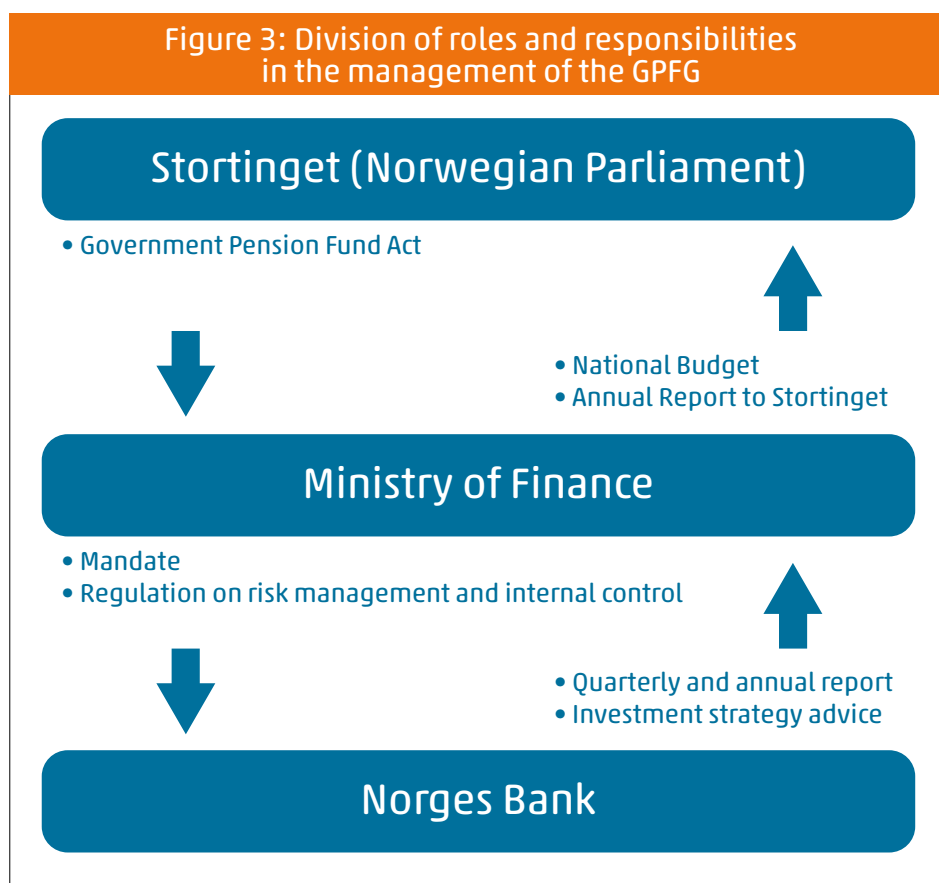 Figure 3: Division of roles and responsibilities
in the management of the GPFG
Stortinget (Norwegian Parliament)
• Government Pension Fund Act
• National Budget
• Annual Report to Stortinget
Ministry of Finance
• Mandate
• Regulation on risk management and internal control
• Quarterly and annual report
• Investment strategy advice
Norges Bank